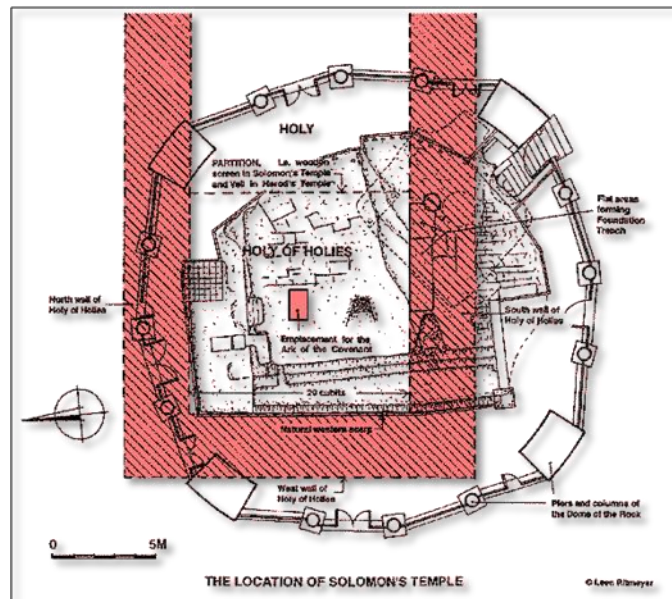 HOLY
PARTITION, i.e. wooden
screen in Solomon's Temple
and Veil in Herod's Temple
Flat areas
forming
Foundation
Trench
HOLY OF HOLIES
North wall of
Holy of Holies
South wall of
Holy of Holies
Emplacement for the
Ark of the Covenant
20 cubits
Natural western scarp
West wall of
Holy of Holies
Piers and columns of
the Dome of the Rock
0 5M
THE LOCATION OF SOLOMON'S TEMPLE
© Leen Ritmeyer